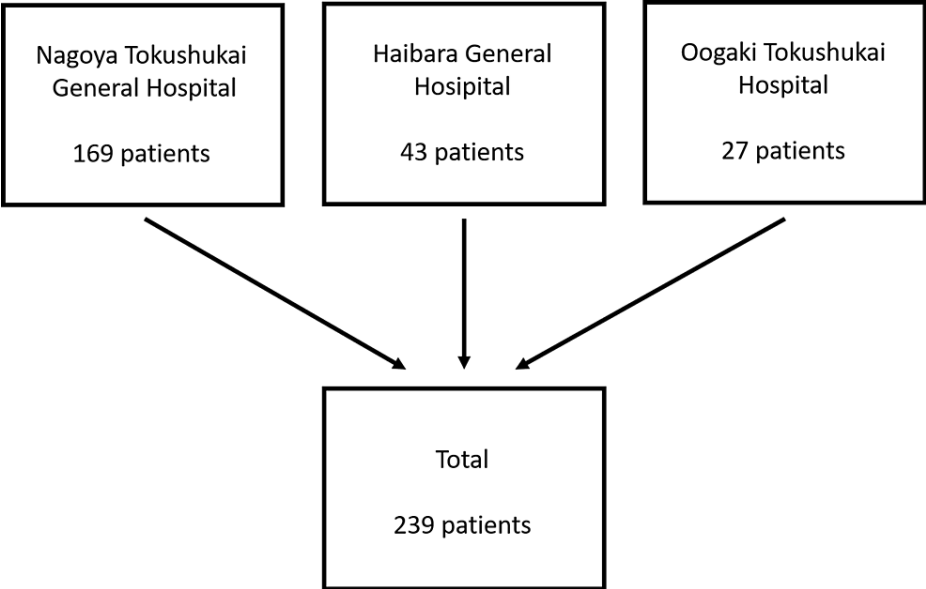 Nagoya Tokushukai
General Hospital
169 patients
Haibara General
Hosipital
43 patients
Oogaki Tokushukai
Hospital
27 patients
Total
239 patients